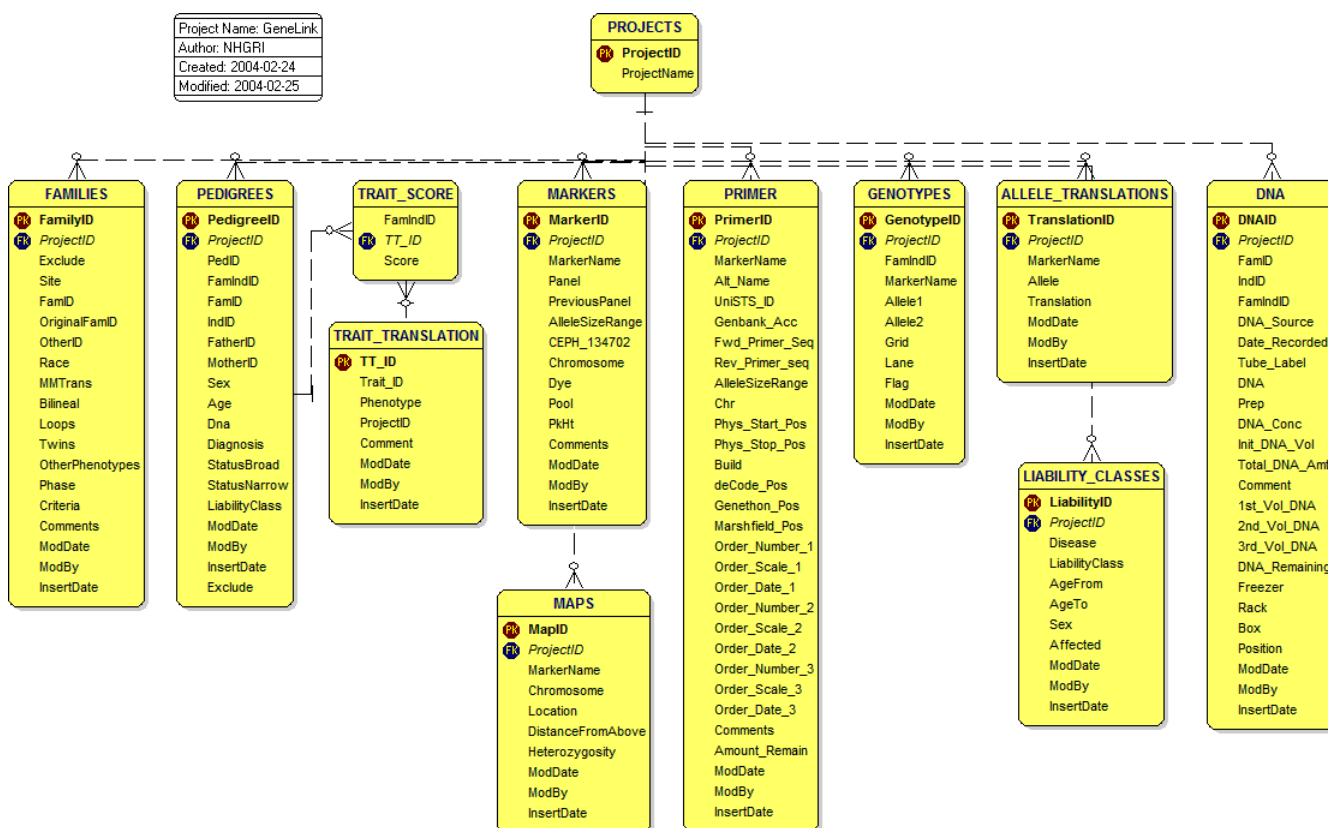 Project Name: GeneLink
Author: NHGRI
Created: 2004-02-24
Modified: 2004-02-25
PROJECTS
PK ProjectID
ProjectName
FAMILIES
PK FamilyID
FK ProjectID
Exclude
Site
FamID
OriginalFamID
OtherID
Race
MMTrans
Bilineal
Loops
Twins
OtherPhenotypes
Phase
Criteria
Comments
ModDate
ModBy
InsertDate
PEDIGREES
PK PedigreeID
FK ProjectID
PedID
FamIndID
FamID
IndID
FatherID
MotherID
Sex
Age
Dna
Diagnosis
StatusBroad
StatusNarrow
LiabilityClass
ModDate
ModBy
InsertDate
Exclude
TRAIT_SCORE
FamIndID
FK TT_ID
Score
TRAIT_TRANSLATION
PK TT_ID
Trait_ID
Phenotype
ProjectID
Comment
ModDate
ModBy
InsertDate
MARKERS
PK MarkerID
FK ProjectID
MarkerName
Panel
PreviousPanel
AlleleSizeRange
CEPH_134702
Chromosome
Dye
Pool
PkHt
Comments
ModDate
ModBy
InsertDate
MAPS
PK MapID
FK ProjectID
MarkerName
Chromosome
Location
DistanceFromAbove
Heterozygosity
ModDate
ModBy
InsertDate
PRIMER
PK PrimerID
FK ProjectID
MarkerName
Alt_Name
UniSTS_ID
Genbank_Acc
Fwd_Primer_Seq
Rev_Primer_seq
AlleleSizeRange
Chr
Phys_Start_Pos
Phys_Stop_Pos
Build
deCode_Pos
Genethon_Pos
Marshfield_Pos
Order_Number_1
Order_Scale_1
Order_Date_1
Order_Number_2
Order_Scale_2
Order_Date_2
Order_Number_3
Order_Scale_3
Order_Date_3
Comments
Amount_Remain
ModDate
ModBy
InsertDate
GENOTYPES
PK GenotypeID
FK ProjectID
FamIndID
MarkerName
Allele1
Allele2
Grid
Lane
Flag
ModDate
ModBy
InsertDate
ALLELE_TRANSLATIONS
PK TranslationID
FK ProjectID
MarkerName
Allele
Translation
ModDate
ModBy
InsertDate
LIABILITY_CLASSES
PK LiabilityID
FK ProjectID
Disease
LiabilityClass
AgeFrom
AgeTo
Sex
Affected
ModDate
ModBy
InsertDate
DNA
PK DNAID
FK ProjectID
FamID
IndID
FamIndID
DNA_Source
Date_Recorded
Tube_Label
DNA
Prep
DNA_Conc
Init_DNA_Vol
Total_DNA_Amt
Comment
1st_Vol_DNA
2nd_Vol_DNA
3rd_Vol_DNA
DNA_Remaining
Freezer
Rack
Box
Position
ModDate
ModBy
InsertDate